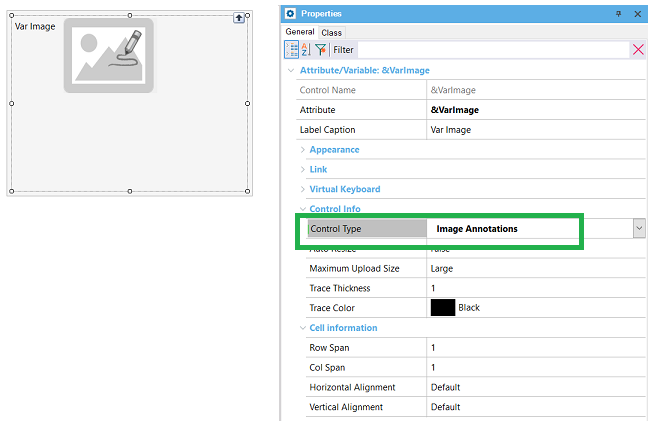 Var Image
Properties
General Class
Filter
Attribute/Variable: &VarImage
Control Name &VarImage
Attribute &VarImage
Label Caption Var Image
Appearance
Link
Virtual Keyboard
Control Info
Control Type Image Annotations
Auto Resize False
Maximum Upload Size Large
Trace Thickness 1
Trace Color Black
Cell information
Row Span 1
Col Span 1
Horizontal Alignment Default
Vertical Alignment Default